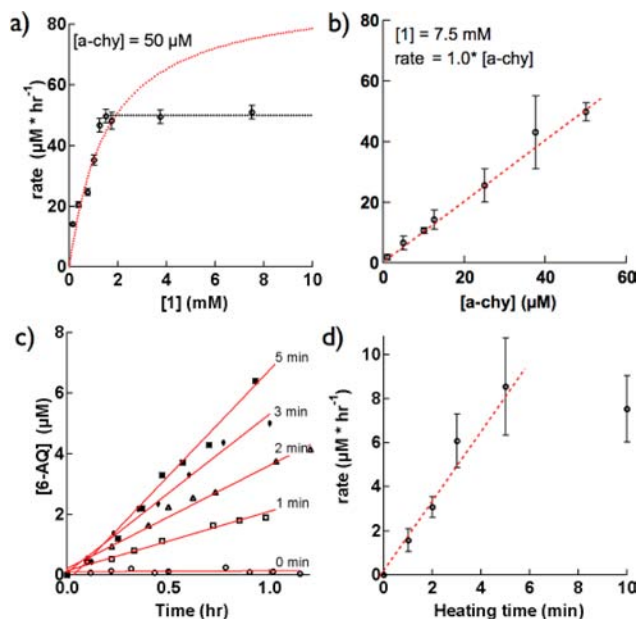 a)
[a-chy] = 50 µM
rate (µM * hr⁻¹)
80
60
40
20
0
0 2 4 6 8 10
[1] (mM)
b)
[1] = 7.5 mM
rate = 1.0* [a-chy]
80
60
40
20
0 20 40 60
[a-chy] (µM)
c)
[6-AQ] (µM)
8
6
4
2
0
5 min
3 min
2 min
1 min
0 min
0.0 0.5 1.0
Time (hr)
d)
rate (µM * hr⁻¹)
10
8
6
4
2
0
0 2 4 6 8 10
Heating time (min)